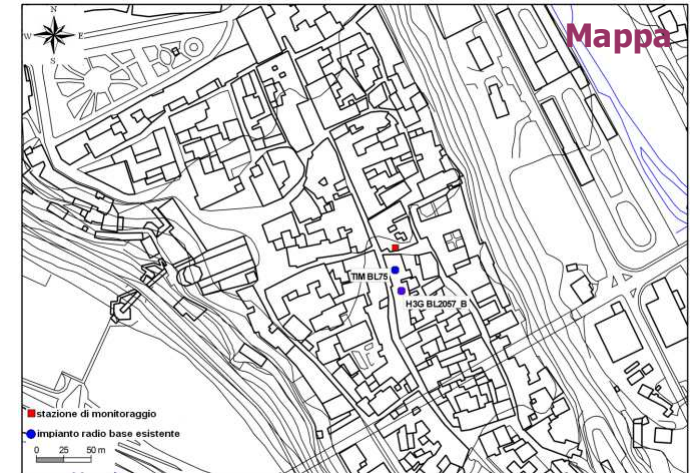 N
W E
S
Mappa
TIM BL75
H3G BL2057_B
stazione di monitoraggio
impianto radio base esistente
0 25 50 m